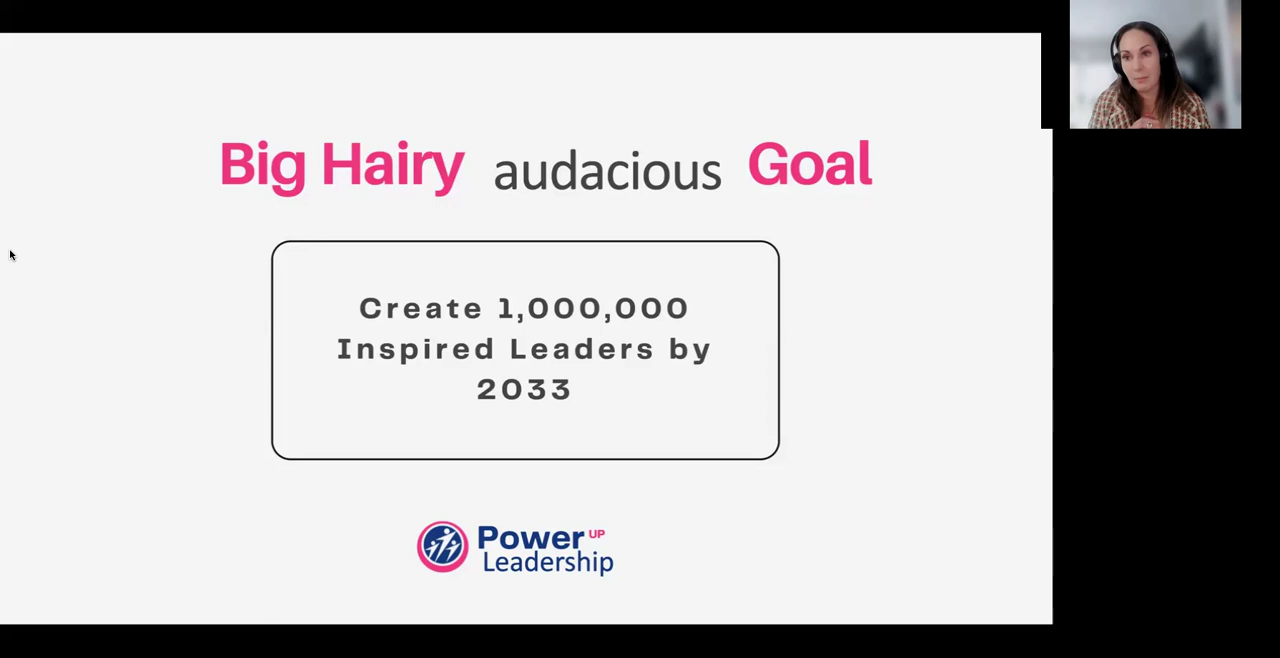 Big Hairy audacious Goal
Create 1,000,000
Inspired Leaders by
2033
Power UP
Leadership